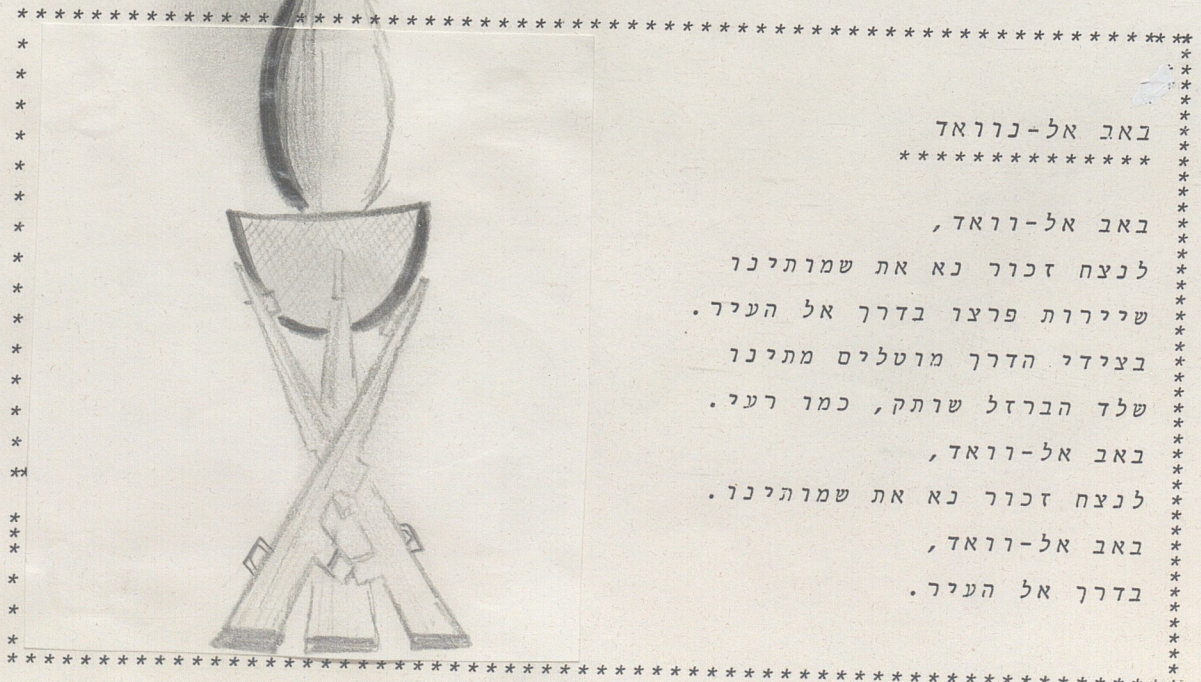 באב אל-נוואד
באב אל-וואד,
לנצח זכור נא את שמותינו
שיירות פרצו בדרך אל העיר.
בצידי הדרך מוטלים מתינו
שלד הברזל שותק, כמו רעי.
באב אל-וואד,
לנצח זכור נא את שמותינו.
באב אל-וואד,
בדרך אל העיר.